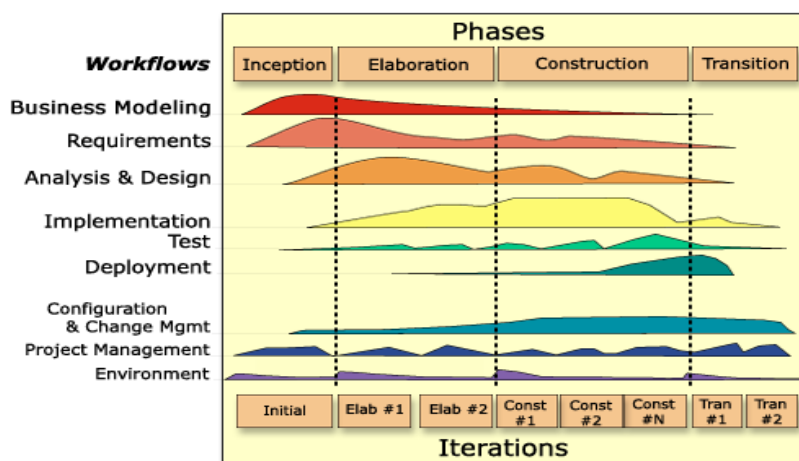 Phases
Workflows
Inception
Elaboration
Construction
Transition
Business Modeling
Requirements
Analysis & Design
Implementation
Test
Deployment
Configuration
& Change Mgmt
Project Management
Environment
Initial
Elab #1
Elab #2
Const
#1
Const
#2
Const
#N
Tran
#1
Tran
#2
Iterations